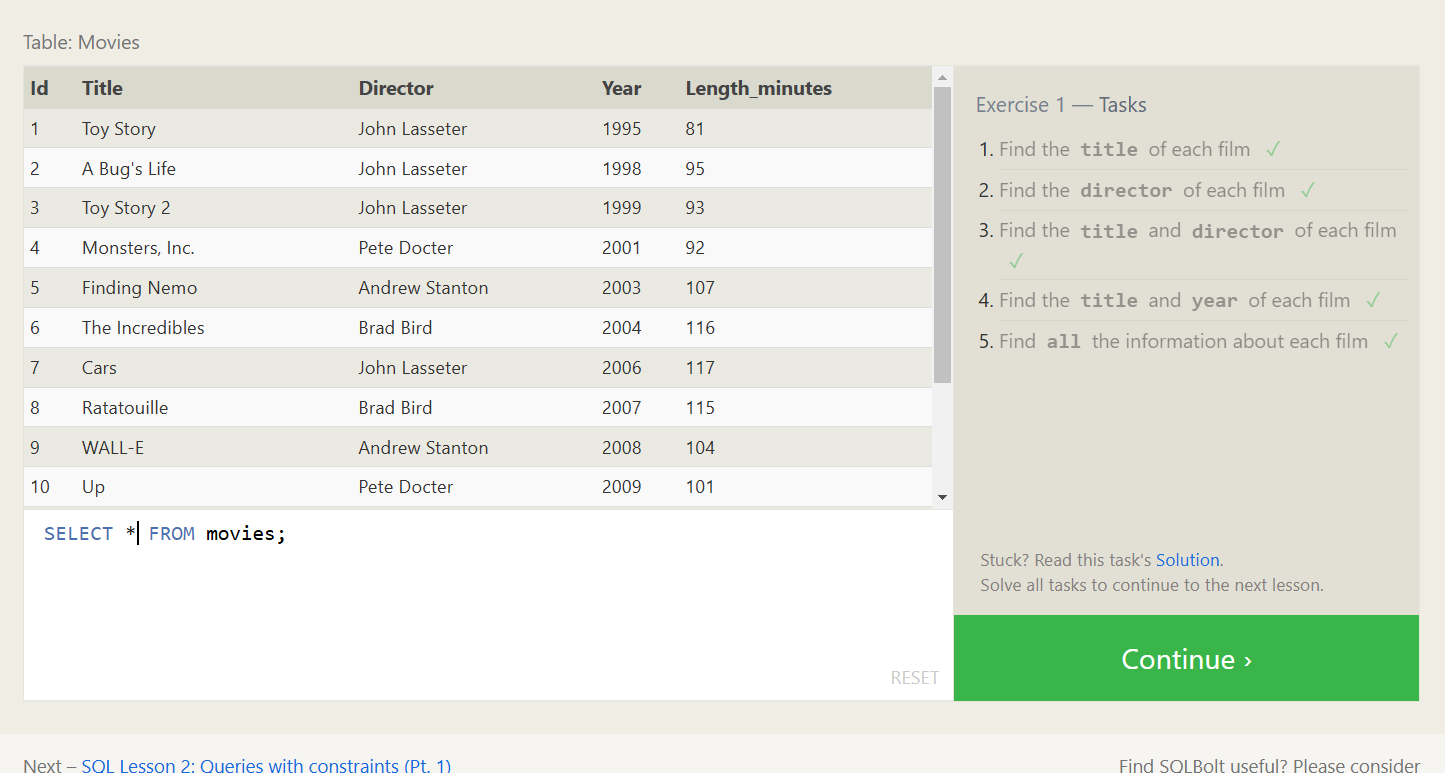 Table: Movies
Id Title Director Year Length_minutes
1 Toy Story John Lasseter 1995 81
2 A Bug's Life John Lasseter 1998 95
3 Toy Story 2 John Lasseter 1999 93
4 Monsters, Inc. Pete Docter 2001 92
5 Finding Nemo Andrew Stanton 2003 107
6 The Incredibles Brad Bird 2004 116
7 Cars John Lasseter 2006 117
8 Ratatouille Brad Bird 2007 115
9 WALL-E Andrew Stanton 2008 104
10 Up Pete Docter 2009 101
SELECT * FROM movies;
RESET
Exercise 1 — Tasks
1. Find the title of each film ✓
2. Find the director of each film ✓
3. Find the title and director of each film
✓
4. Find the title and year of each film ✓
5. Find all the information about each film ✓
Stuck? Read this task's Solution.
Solve all tasks to continue to the next lesson.
Continue ›
Next – SQL Lesson 2: Queries with constraints (Pt. 1)
Find SQLBolt useful? Please consider